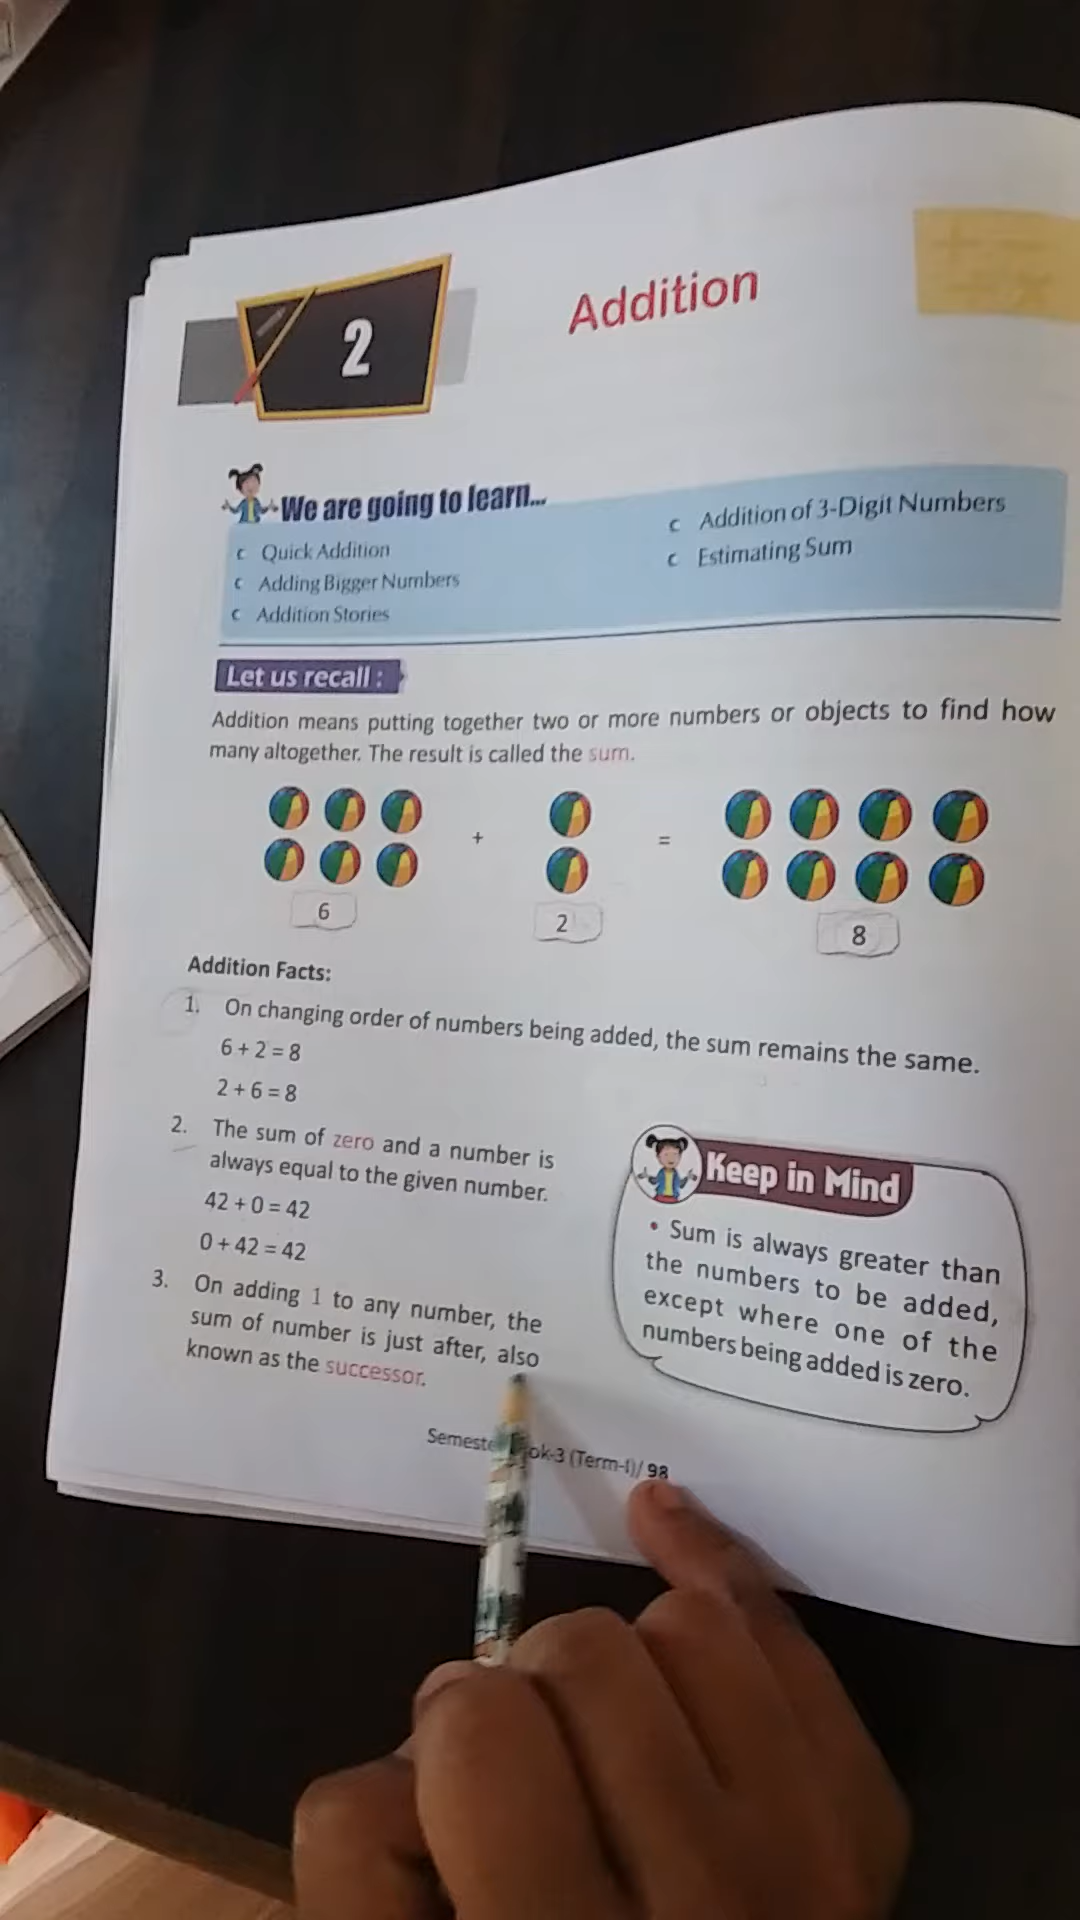 2
Addition
We are going to learn...
c Quick Addition
c Adding Bigger Numbers
c Addition Stories
c Addition of 3-Digit Numbers
c Estimating Sum
Let us recall :
Addition means putting together two or more numbers or objects to find how
many altogether. The result is called the sum.
+ =
6 2 8
Addition Facts:
1. On changing order of numbers being added, the sum remains the same.
6 + 2 = 8
2 + 6 = 8
2. The sum of zero and a number is
always equal to the given number.
42 + 0 = 42
0 + 42 = 42
3. On adding 1 to any number, the
sum of number is just after, also
known as the successor.
Keep in Mind
• Sum is always greater than
the numbers to be added,
except where one of the
numbers being added is zero.
(Term-I)/ 98